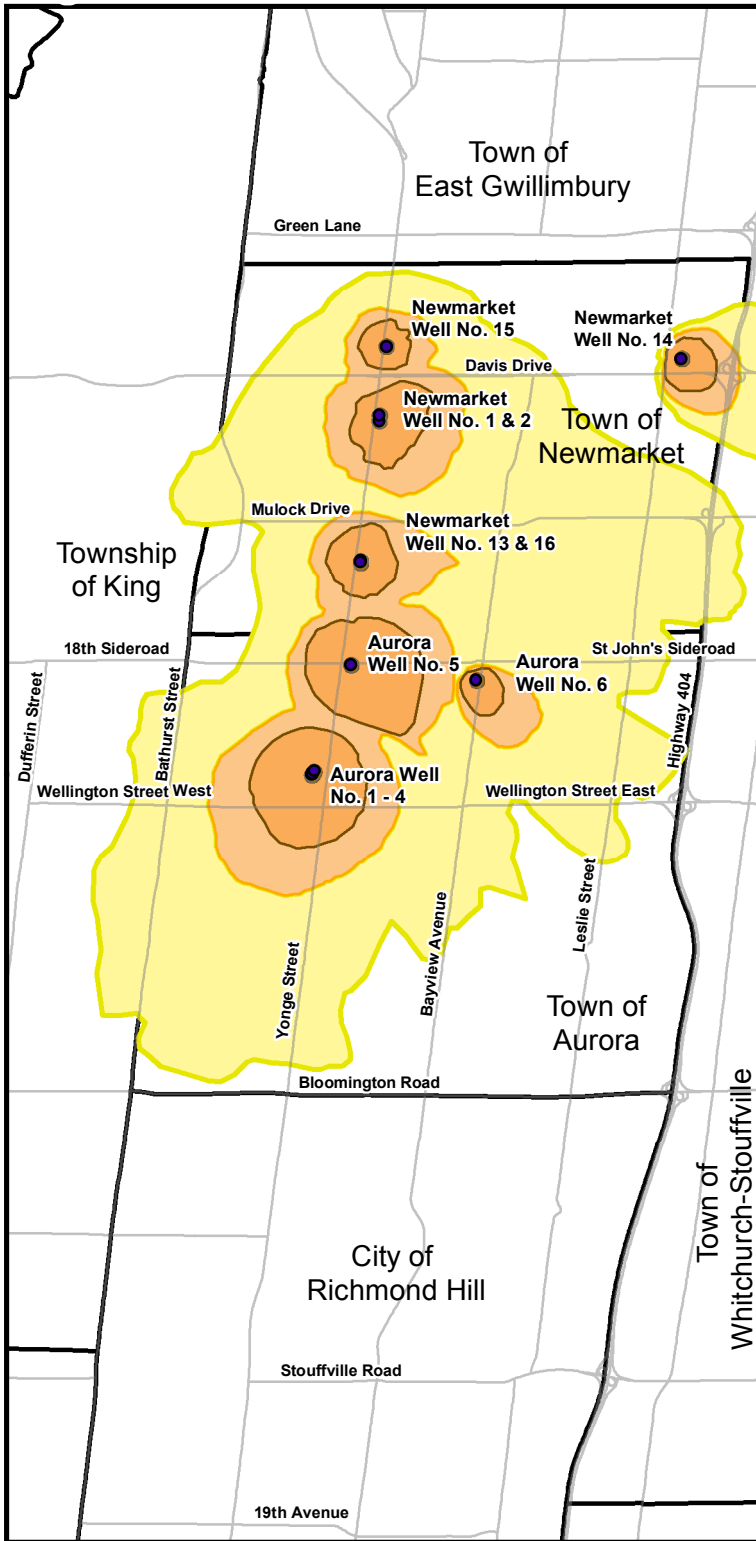 Town of
East Gwillimbury
Green Lane
Newmarket
Well No. 15
Newmarket
Well No. 14
Davis Drive
Newmarket
Well No. 1 & 2
Town of
Newmarket
Mulock Drive
Newmarket
Well No. 13 & 16
Township
of King
18th Sideroad
Aurora
Well No. 5
St John's Sideroad
Aurora
Well No. 6
Dufferin Street
Bathurst Street
Highway 404
Wellington Street West
Aurora Well
No. 1 - 4
Wellington Street East
Leslie Street
Bayview Avenue
Yonge Street
Town of
Aurora
Bloomington Road
Town of
Whitchurch-Stouffville
City of
Richmond Hill
Stouffville Road
19th Avenue